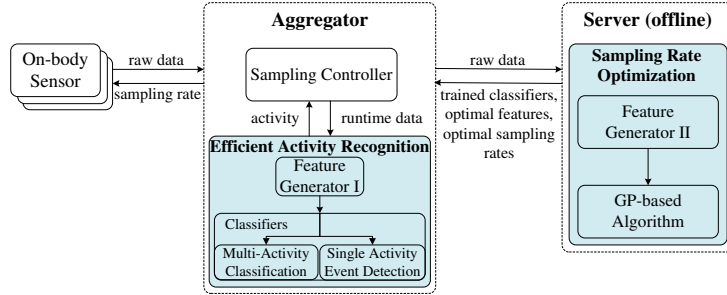 On-body
Sensor
raw data
sampling rate
Aggregator
Sampling Controller
activity
runtime data
Efficient Activity Recognition
Feature
Generator I
Classifiers
Multi-Activity
Classification
Single Activity
Event Detection
raw data
trained classifiers,
optimal features,
optimal sampling
rates
Server (offline)
Sampling Rate
Optimization
Feature
Generator II
GP-based
Algorithm